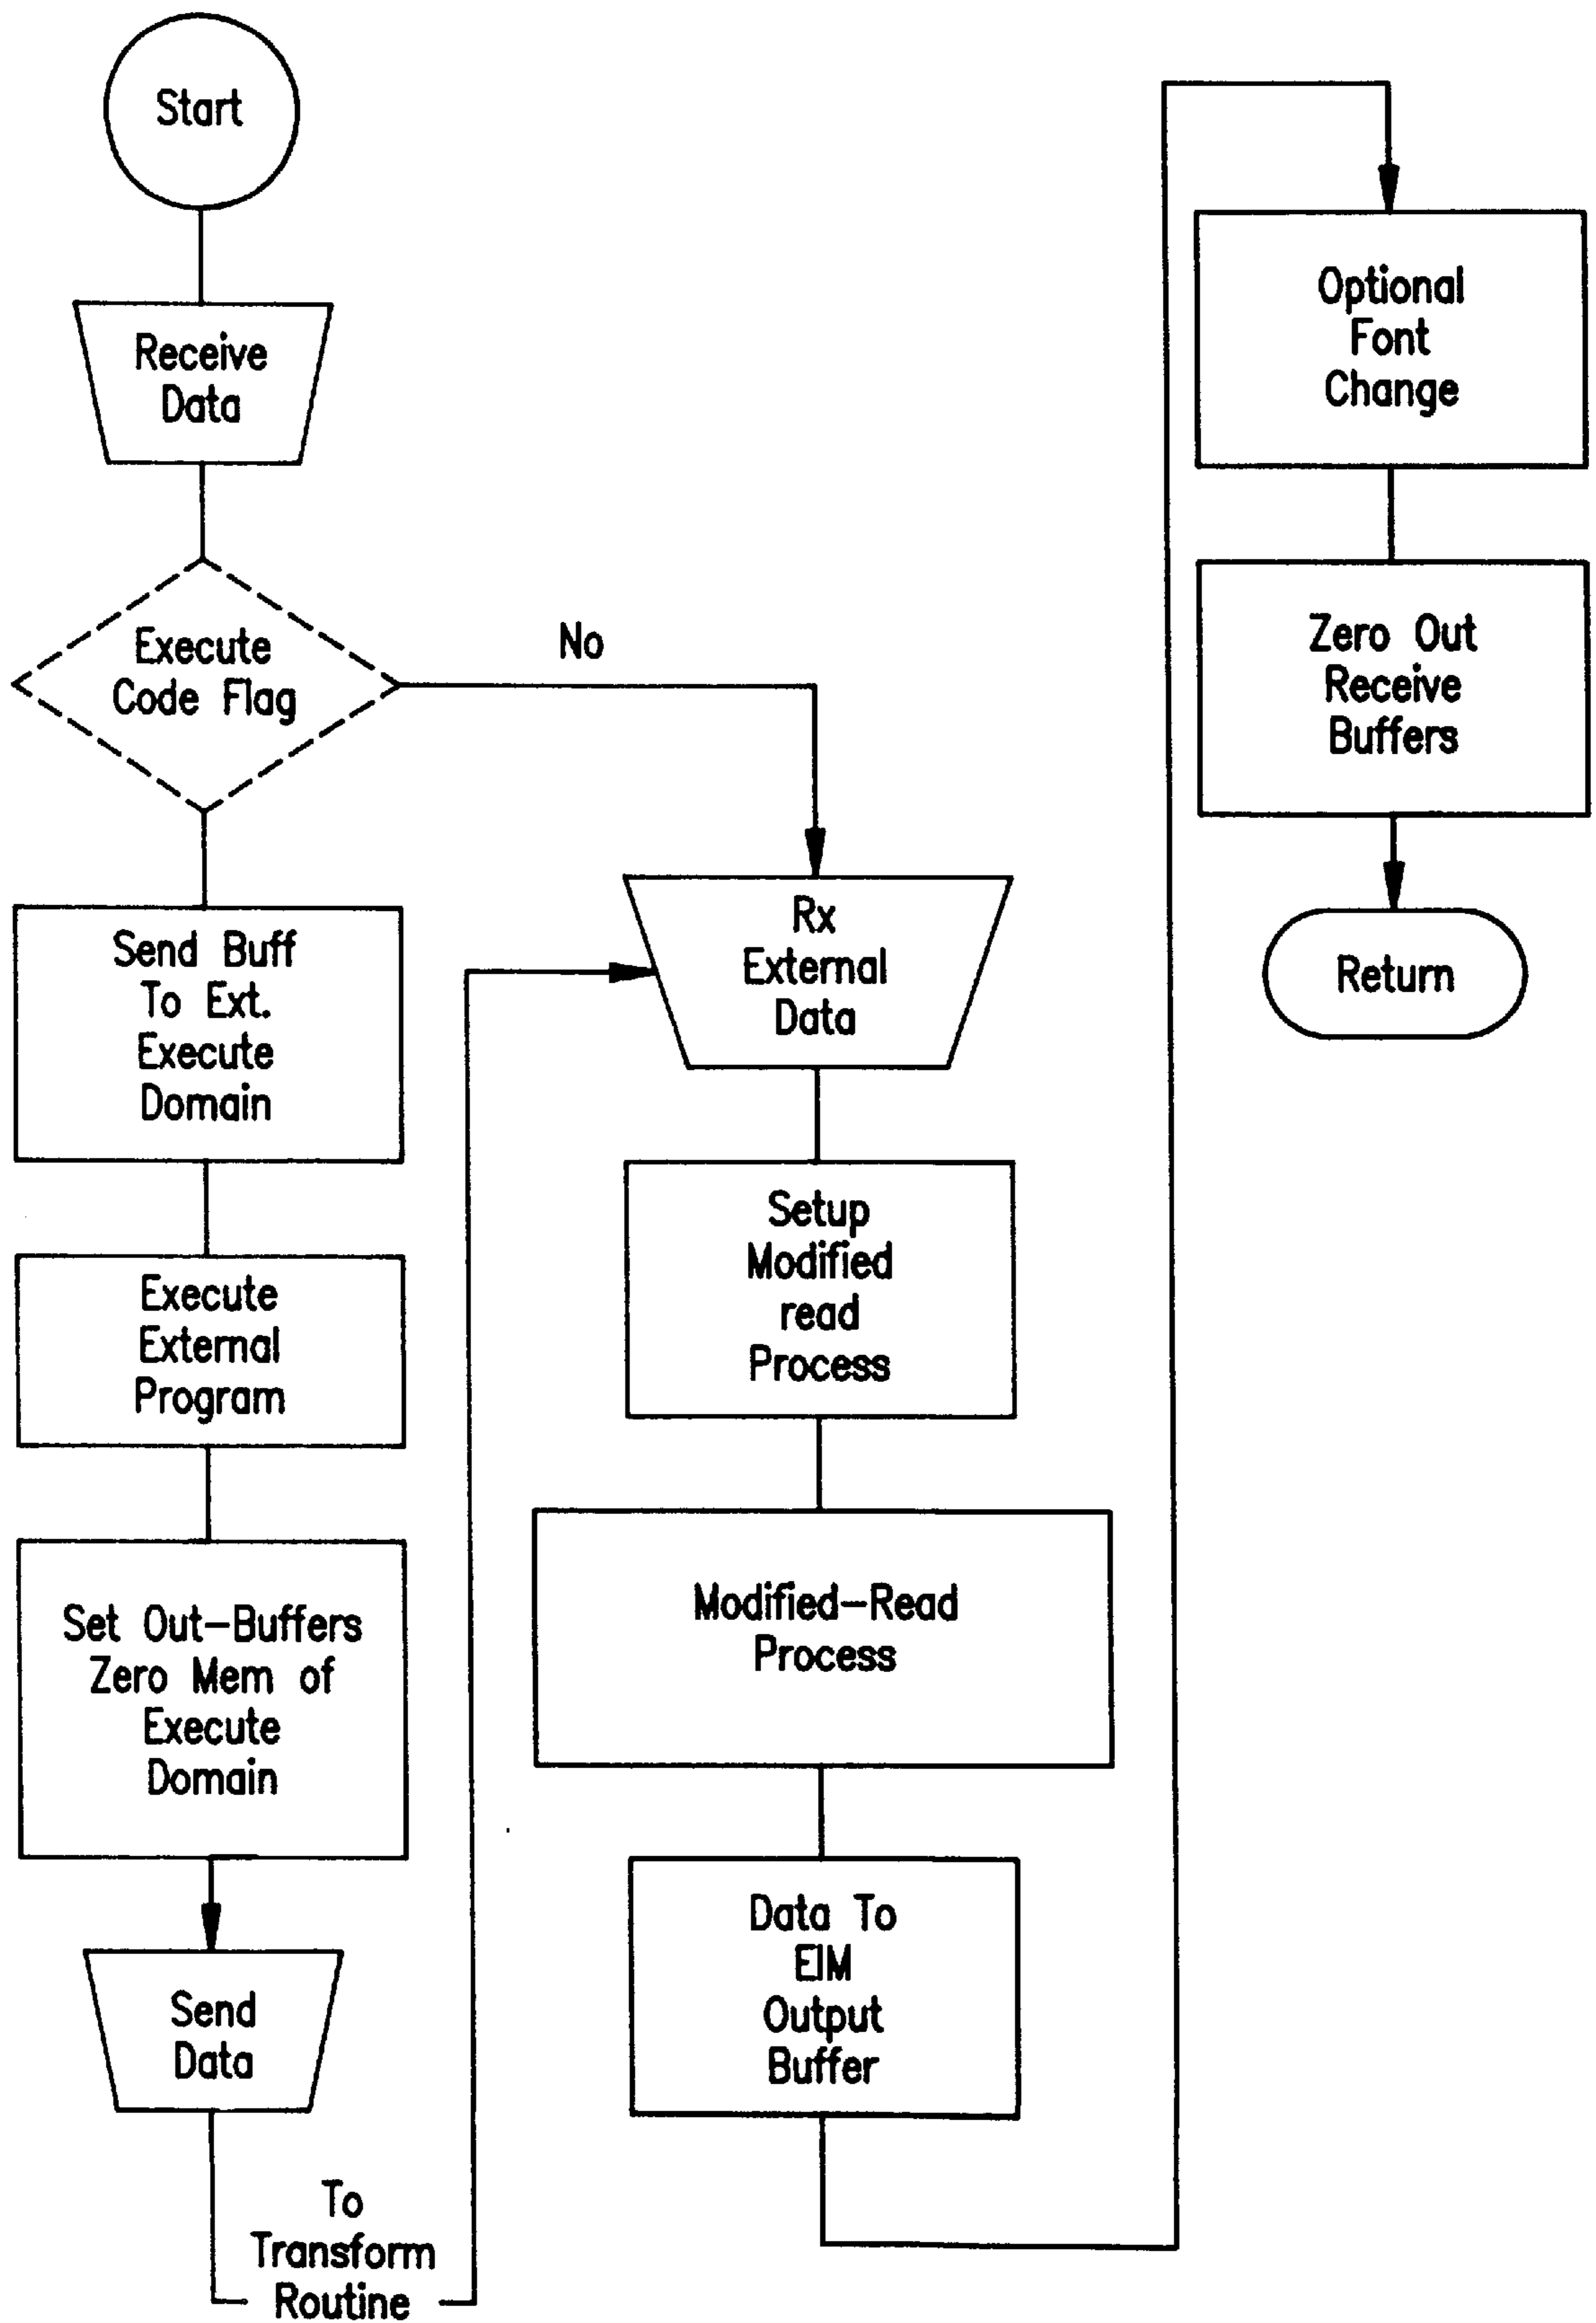 Start
Receive
Data
Execute
Code Flag
No
Send Buff
To Ext.
Execute
Domain
Execute
External
Program
Set Out-Buffers
Zero Mem of
Execute
Domain
Send
Data
To
Transform
Routine
Rx
External
Data
Setup
Modified
read
Process
Modified-Read
Process
Data To
EIM
Output
Buffer
Optional
Font
Change
Zero Out
Receive
Buffers
Return